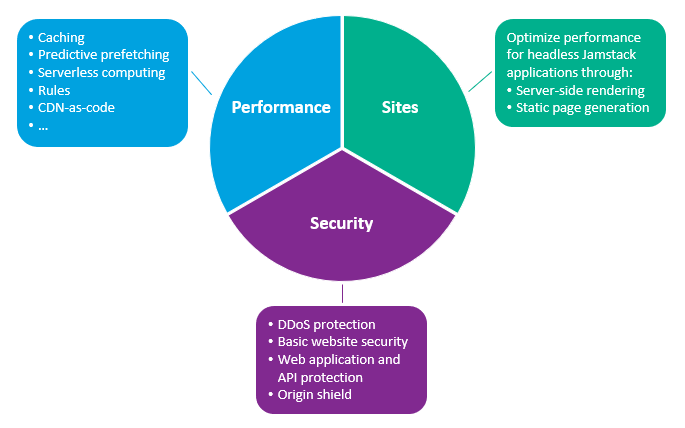 • Caching
• Predictive prefetching
• Serverless computing
• Rules
• CDN-as-code
• ...
Performance
Sites
Optimize performance
for headless Jamstack
applications through:
• Server-side rendering
• Static page generation
Security
• DDoS protection
• Basic website security
• Web application and
API protection
• Origin shield